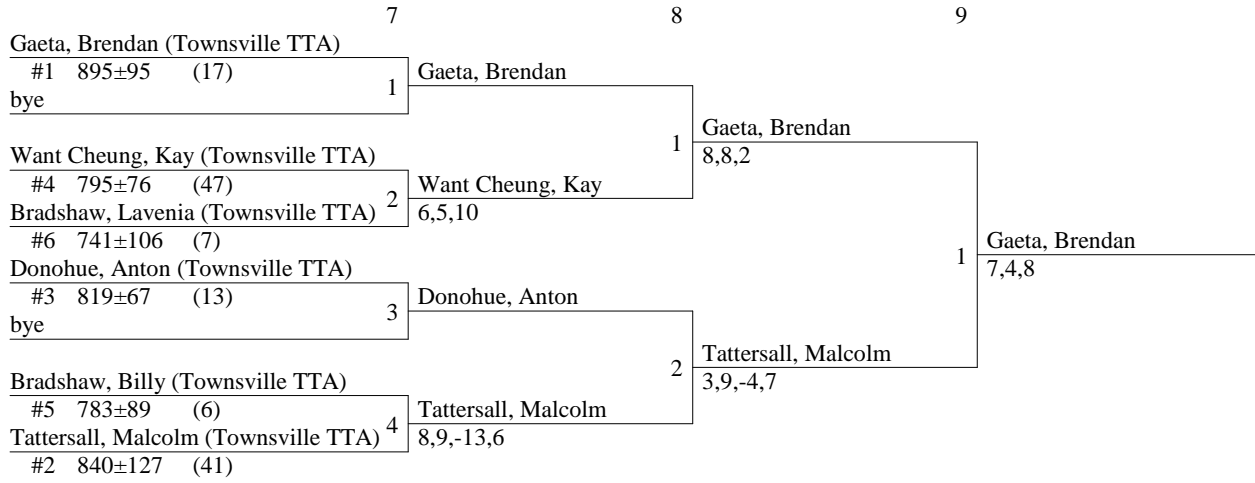 7 8 9
Gaeta, Brendan (Townsville TTA)
#1 895±95 (17)
bye
1
Gaeta, Brendan
Want Cheung, Kay (Townsville TTA)
#4 795±76 (47)
Bradshaw, Lavenia (Townsville TTA)
#6 741±106 (7)
2
Want Cheung, Kay
6,5,10
1
Gaeta, Brendan
8,8,2
Donohue, Anton (Townsville TTA)
#3 819±67 (13)
bye
3
Donohue, Anton
Bradshaw, Billy (Townsville TTA)
#5 783±89 (6)
Tattersall, Malcolm (Townsville TTA)
#2 840±127 (41)
4
Tattersall, Malcolm
8,9,-13,6
2
Tattersall, Malcolm
3,9,-4,7
1
Gaeta, Brendan
7,4,8